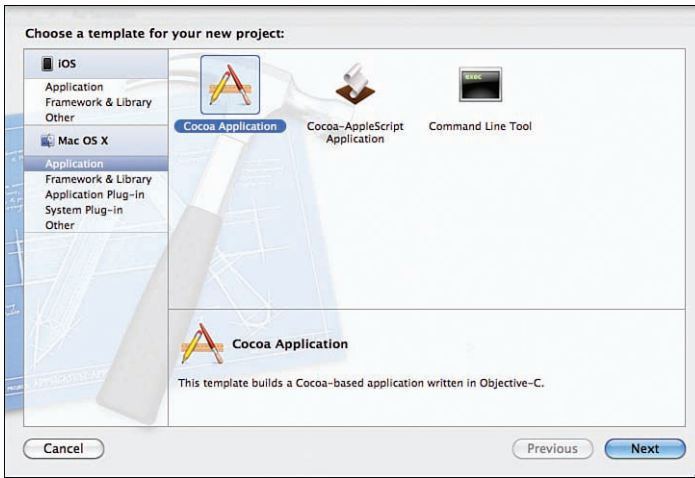 Choose a template for your new project:
iOS
Application
Framework & Library
Other
Mac OS X
Application
Framework & Library
Application Plug-in
System Plug-in
Other
Cocoa Application
Cocoa-AppleScript
Application
Command Line Tool
exec
Cocoa Application
This template builds a Cocoa-based application written in Objective-C.
Cancel
Previous
Next